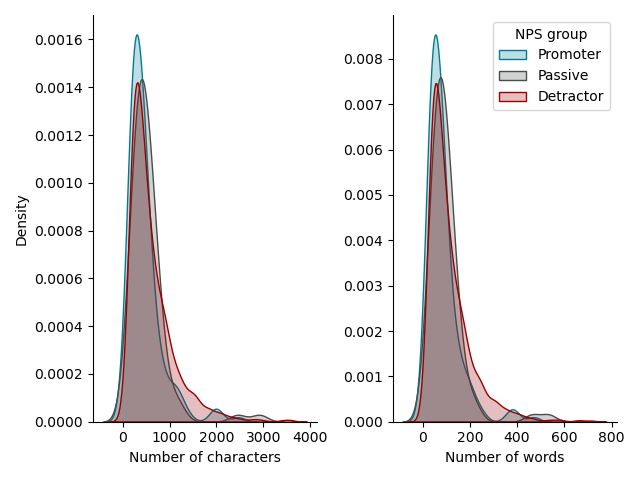 NPS group
Promoter
Passive
Detractor
Density
0.0016
0.0014
0.0012
0.0010
0.0008
0.0006
0.0004
0.0002
0.0000
0 1000 2000 3000 4000
Number of characters
0.008
0.007
0.006
0.005
0.004
0.003
0.002
0.001
0.000
0 200 400 600 800
Number of words